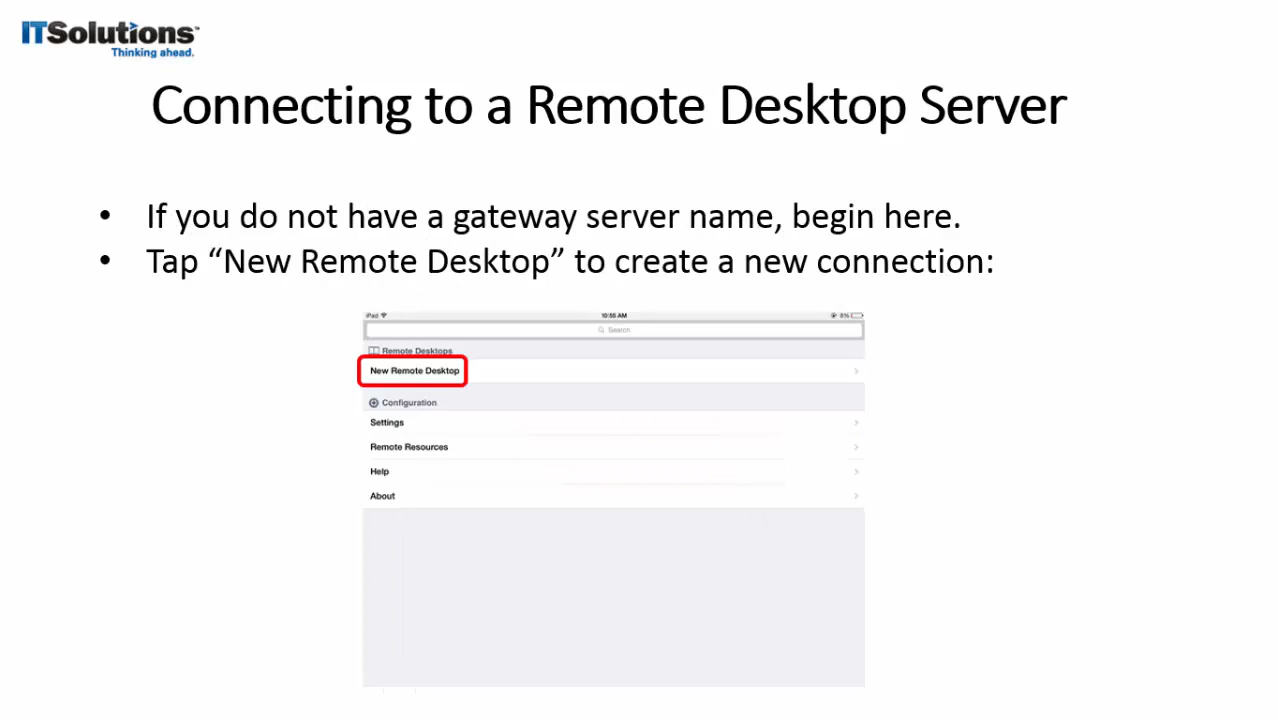 ITSolutions™
Thinking ahead.
Connecting to a Remote Desktop Server
• If you do not have a gateway server name, begin here.
• Tap “New Remote Desktop” to create a new connection:
iPad 10:55 AM 8%
Search
Remote Desktops
New Remote Desktop
Configuration
Settings
Remote Resources
Help
About